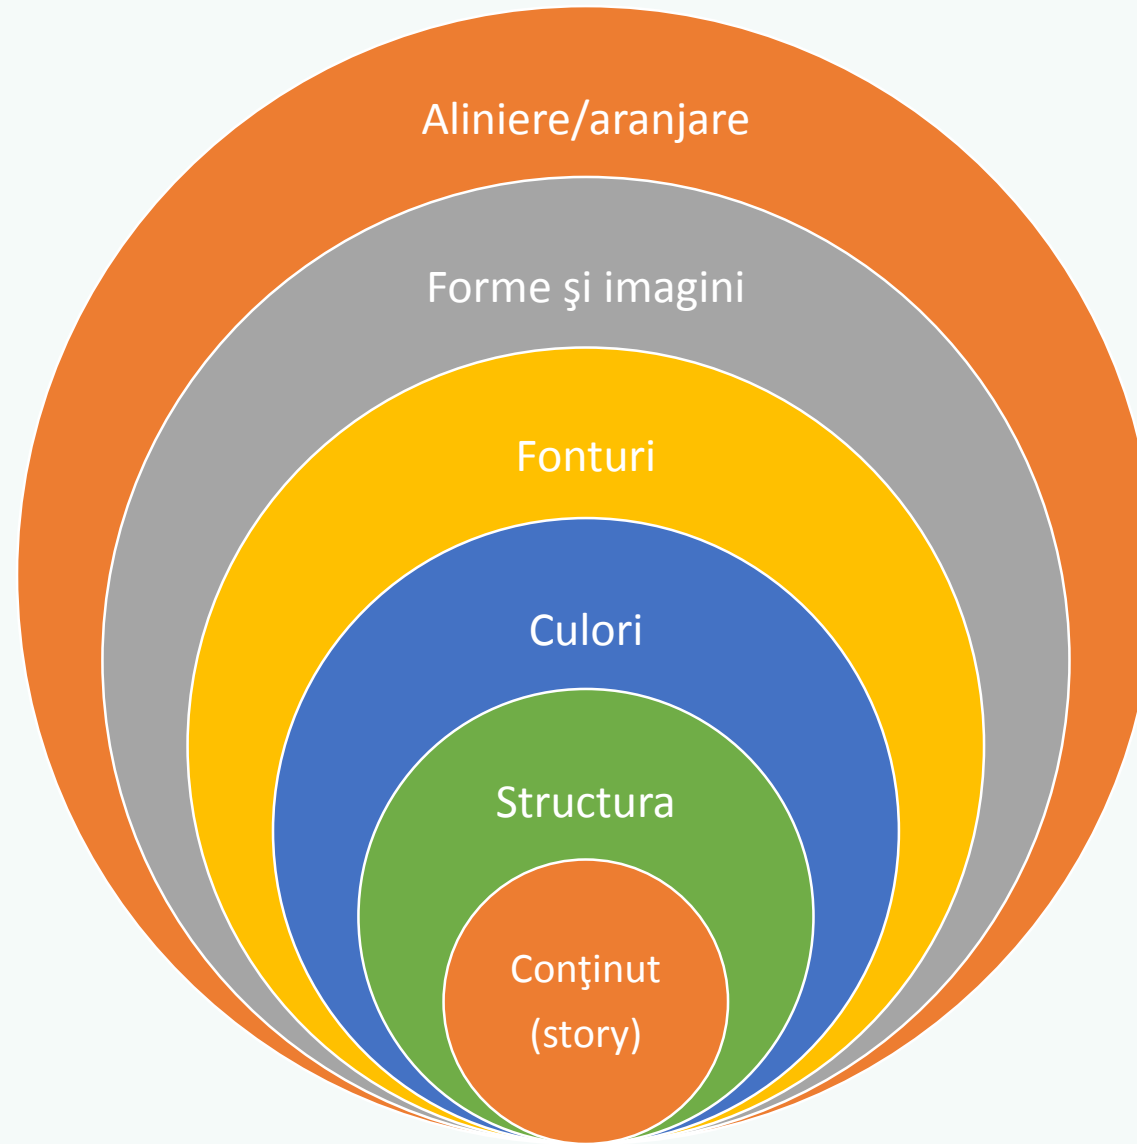 Aliniere/aranjare
Forme şi imagini
Fonturi
Culori
Structura
Conţinut
(story)